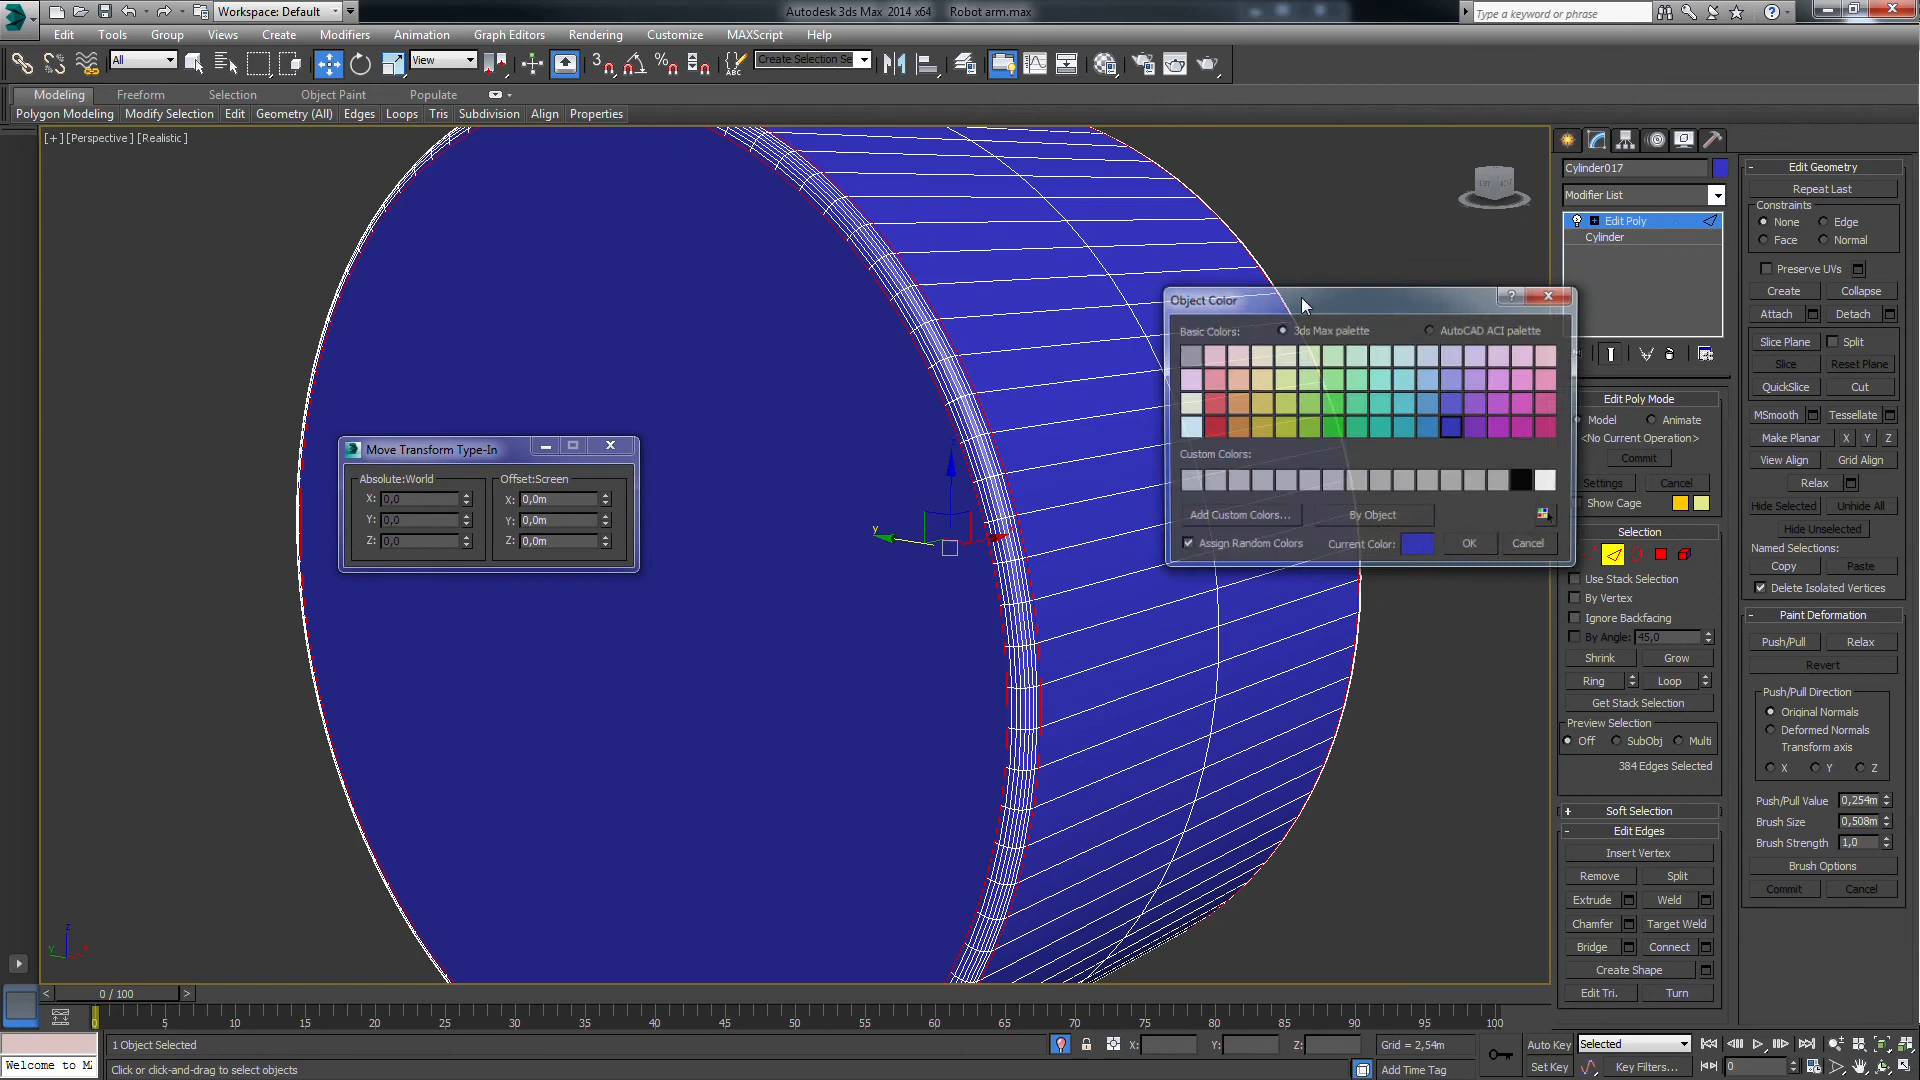 Workspace: Default
Autodesk 3ds Max 2014 x64 Robot arm.max
Type a keyword or phrase
Edit Tools Group Views Create Modifiers Animation Graph Editors Rendering Customize MAXScript Help
All
View
Create Selection Se
Modeling Freeform Selection Object Paint Populate
Polygon Modeling Modify Selection Edit Geometry (All) Edges Loops Tris Subdivision Align Properties
[+] [Perspective] [Realistic]
Move Transform Type-In
Absolute:World Offset:Screen
X: 0,0 X: 0,0m
Y: 0,0 Y: 0,0m
Z: 0,0 Z: 0,0m
Object Color
Basic Colors: 3ds Max palette AutoCAD ACI palette
Custom Colors:
Add Custom Colors... By Object
Assign Random Colors Current Color: OK Cancel
Cylinder017
Modifier List
Edit Poly
Cylinder
Edit Poly Mode
Model Animate
<No Current Operation>
Commit
Settings Cancel
Show Cage
Selection
Use Stack Selection
By Vertex
Ignore Backfacing
By Angle: 45,0
Shrink Grow
Ring Loop
Get Stack Selection
Preview Selection
Off SubObj Multi
384 Edges Selected
+ Soft Selection
- Edit Edges
Insert Vertex
Remove Split
Extrude Weld
Chamfer Target Weld
Bridge Connect
Create Shape
Edit Tri. Turn
- Edit Geometry
Repeat Last
Constraints
None Edge
Face Normal
Preserve UVs
Create Collapse
Attach Detach
Slice Plane Split
Slice Reset Plane
QuickSlice Cut
MSmooth Tessellate
Make Planar X Y Z
View Align Grid Align
Relax
Hide Selected Unhide All
Hide Unselected
Named Selections:
Copy Paste
Delete Isolated Vertices
- Paint Deformation
Push/Pull Relax
Revert
Push/Pull Direction
Original Normals
Deformed Normals
Transform axis
X Y Z
Push/Pull Value 0,254m
Brush Size 0,508m
Brush Strength 1,0
Brush Options
Commit Cancel
z
y
x
y
< 0 / 100 >
0 5 10 15 20 25 30 35 40 45 50 55 60 65 70 75 80 85 90 95 100
1 Object Selected X: Y: Z: Grid = 2,54m Auto Key Selected
Welcome to M
Click or click-and-drag to select objects Add Time Tag Set Key Key Filters... 0